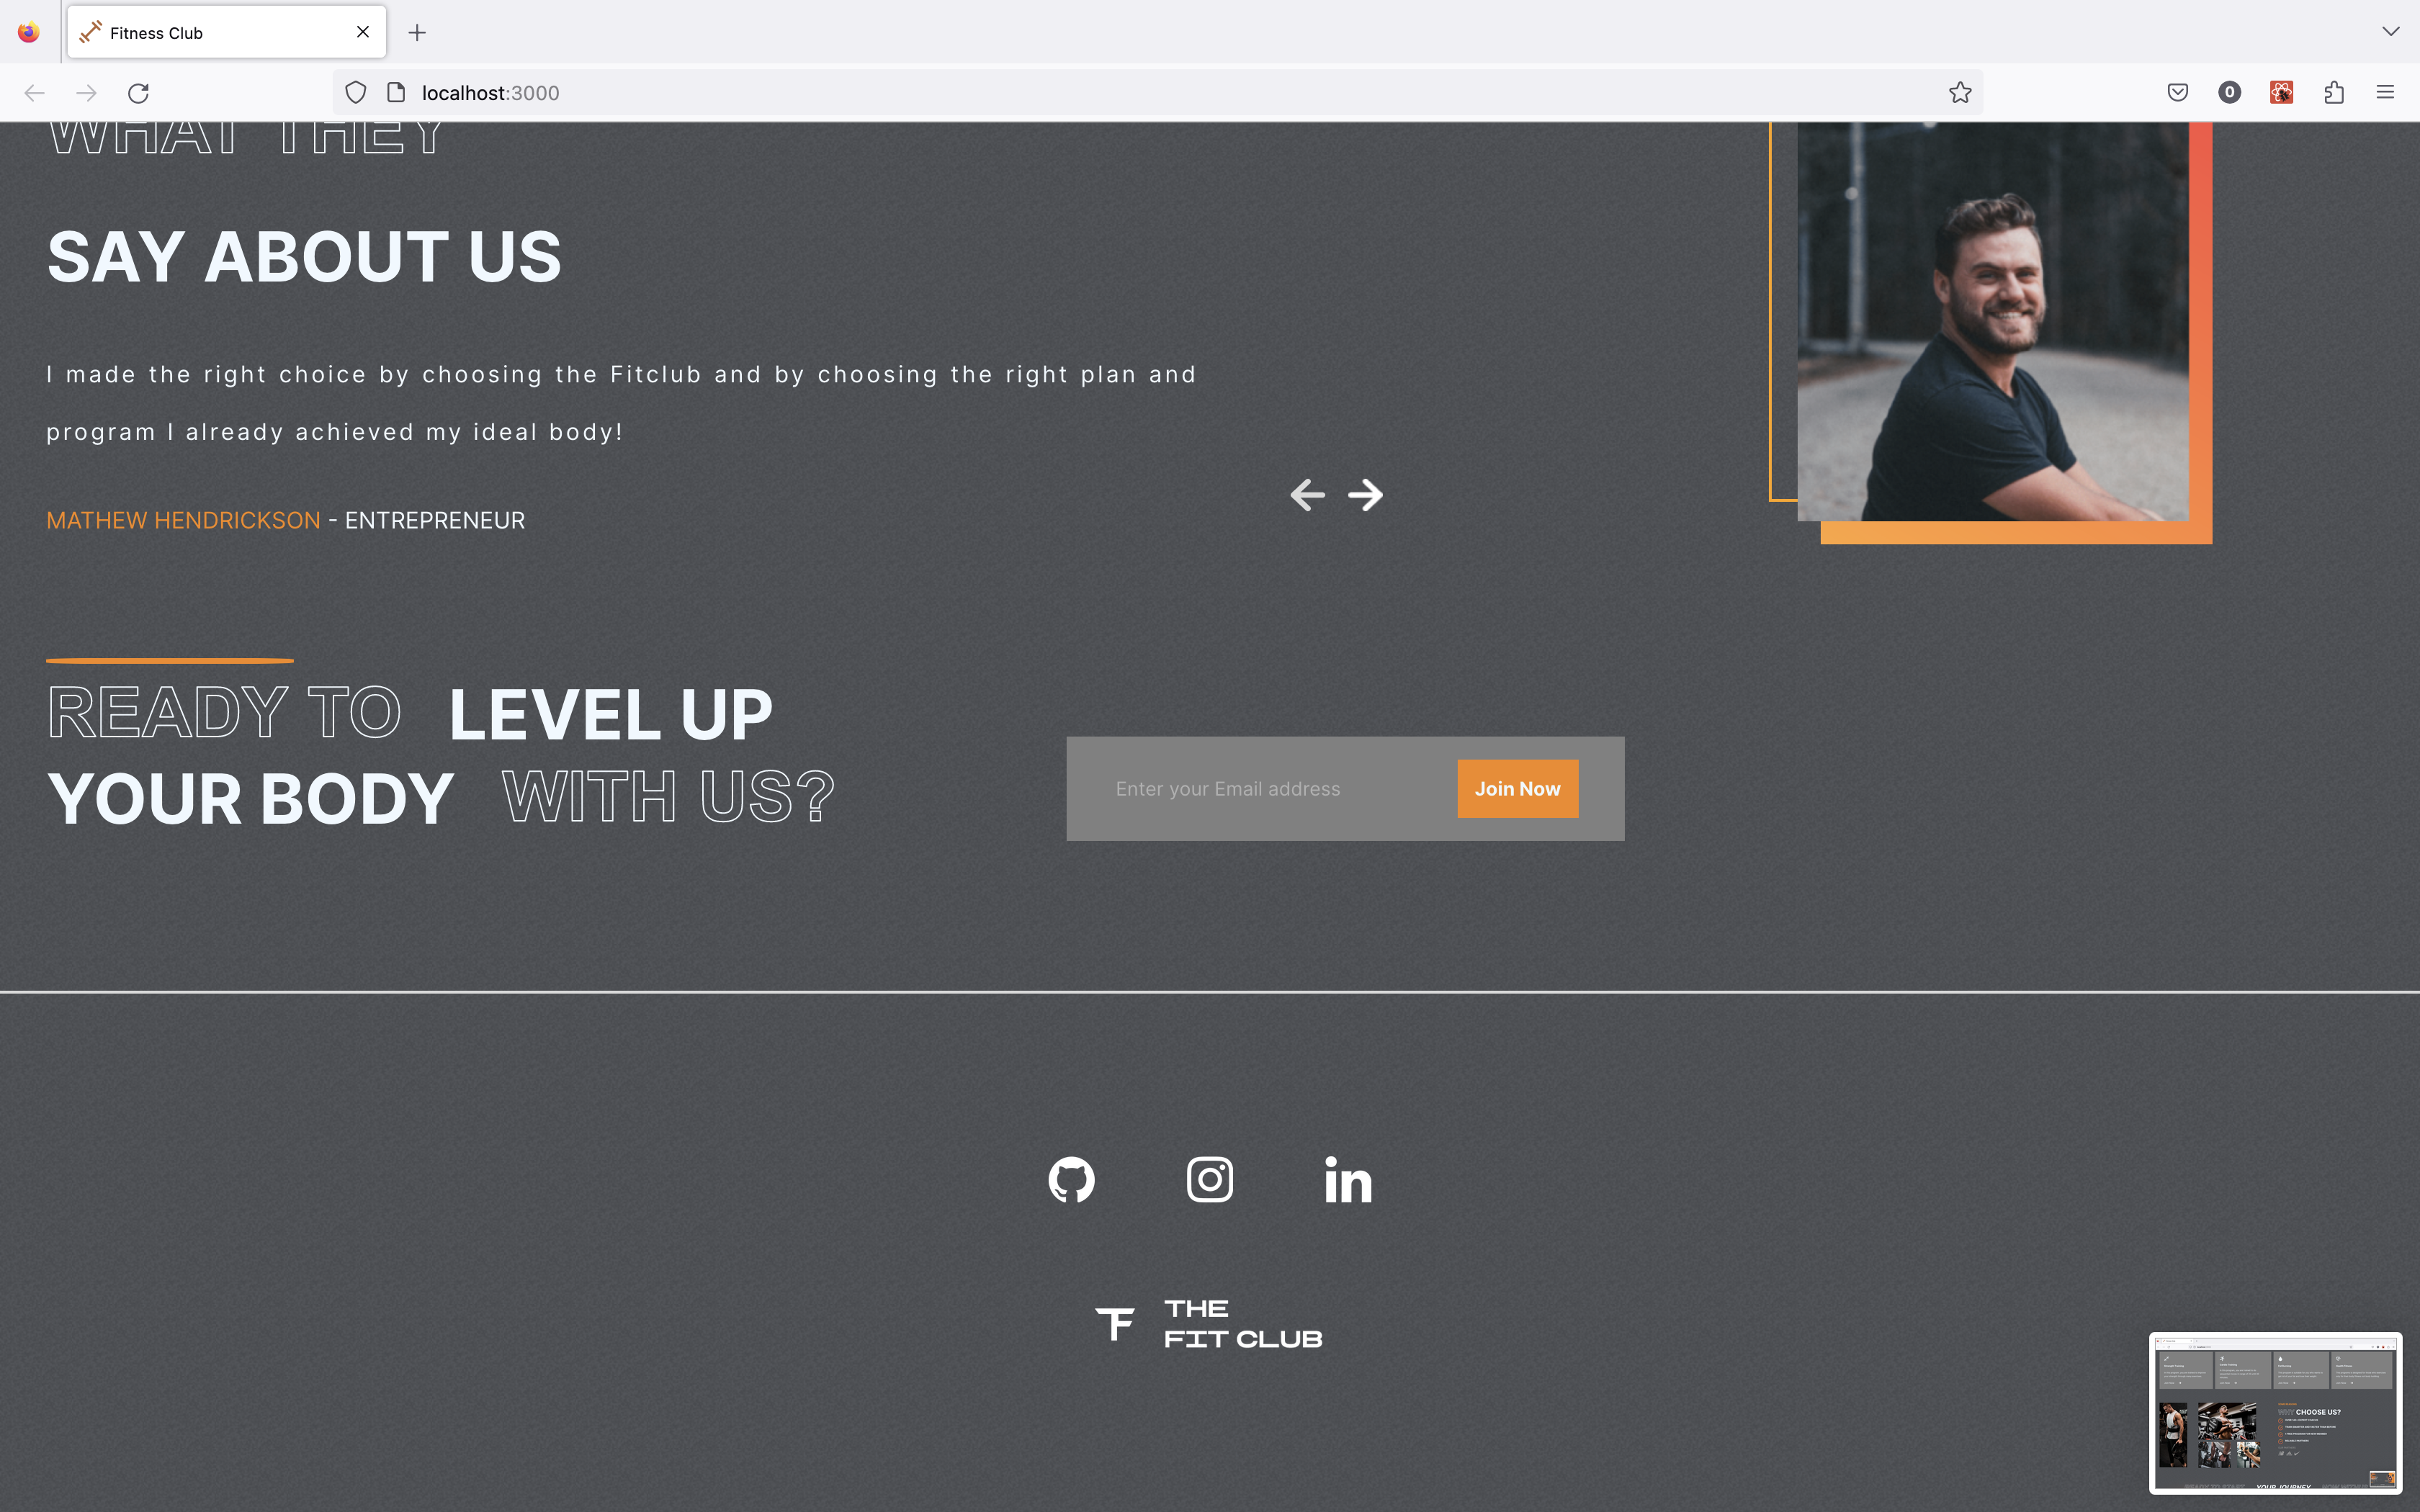 Fitness Club
localhost:3000
0
WHAT THEY
SAY ABOUT US
I made the right choice by choosing the Fitclub and by choosing the right plan and
program I already achieved my ideal body!
MATHEW HENDRICKSON - ENTREPRENEUR
READY TO LEVEL UP
YOUR BODY WITH US?
Enter your Email address
Join Now
in
THE
FIT CLUB
WHY CHOOSE US?